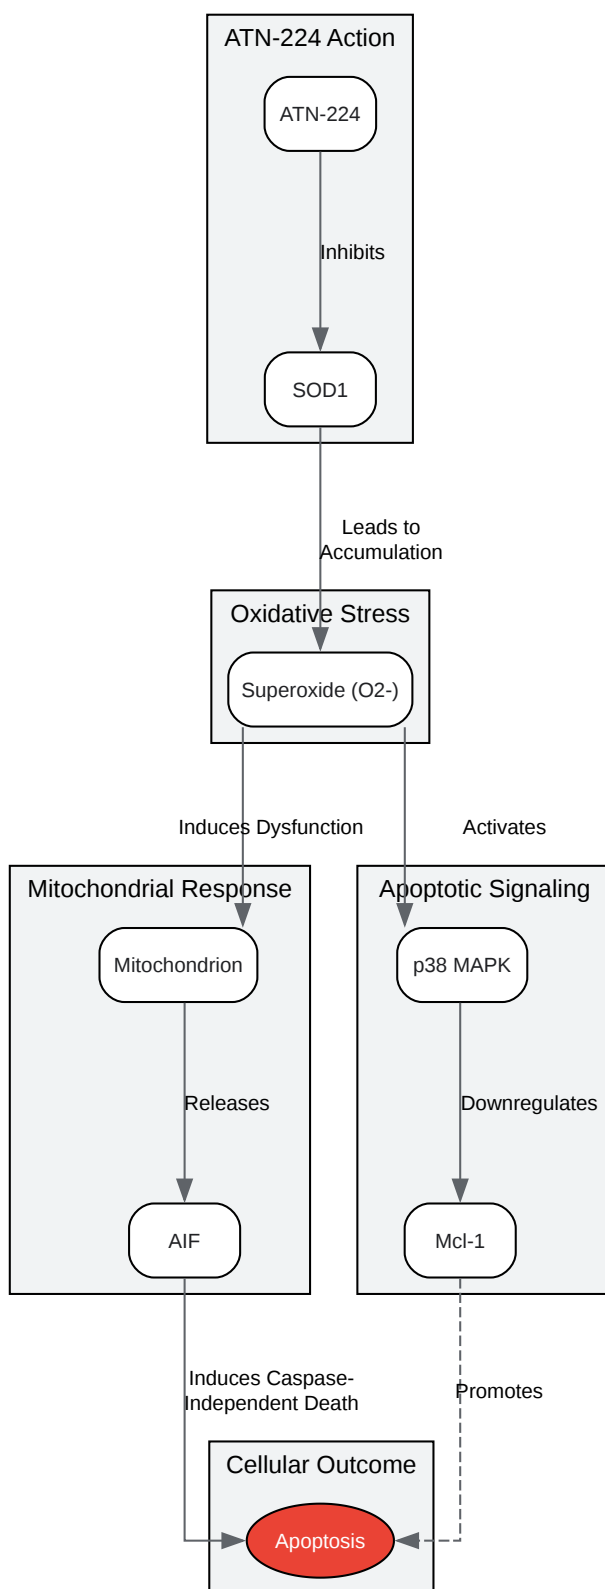 ATN-224 Action
ATN-224
Inhibits
SOD1
Leads to
Accumulation
Oxidative Stress
Superoxide (O2-)
Induces Dysfunction
Activates
Mitochondrial Response
Apoptotic Signaling
Mitochondrion
p38 MAPK
Releases
Downregulates
AIF
Mcl-1
Induces Caspase-
Independent Death
Promotes
Cellular Outcome
Apoptosis